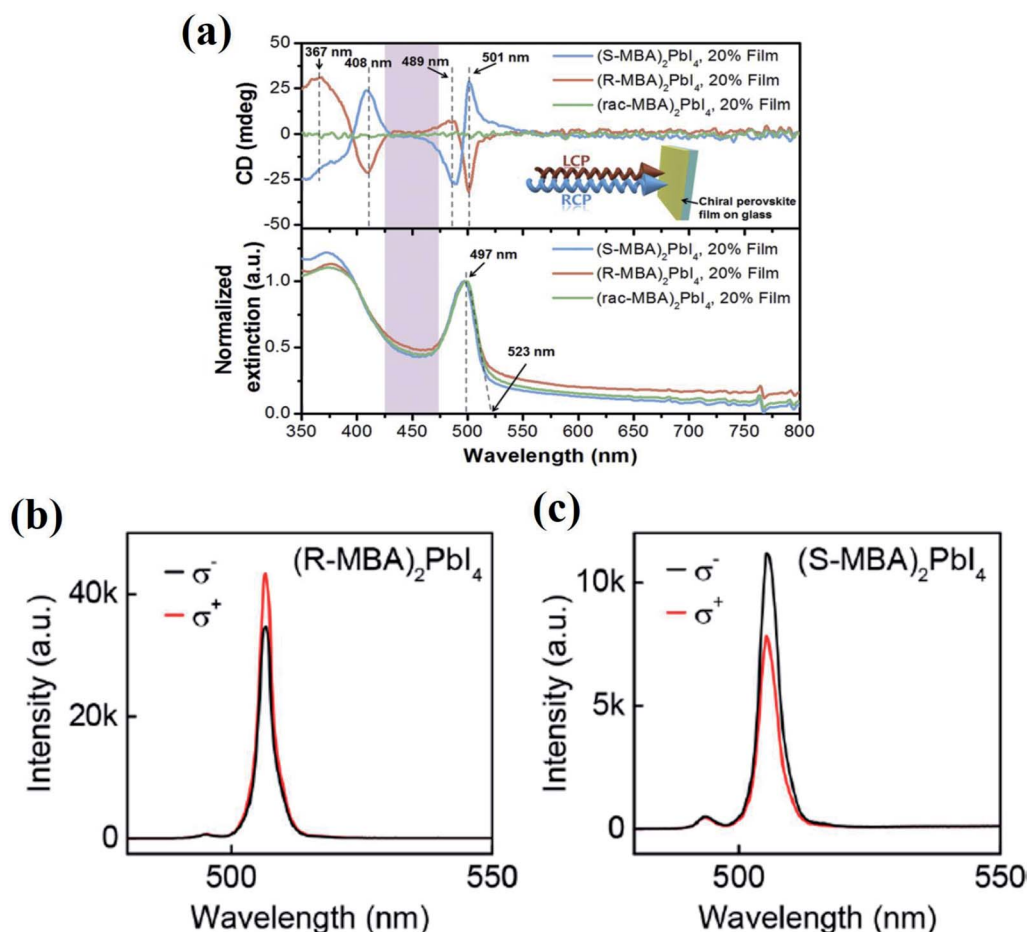 (a)
367 nm
408 nm
489 nm
501 nm
(S-MBA)₂PbI₄, 20% Film
(R-MBA)₂PbI₄, 20% Film
(rac-MBA)₂PbI₄, 20% Film
50
25
0
-25
-50
CD (mdeg)
LCP
RCP
Chiral perovskite
film on glass
497 nm
(S-MBA)₂PbI₄, 20% Film
(R-MBA)₂PbI₄, 20% Film
(rac-MBA)₂PbI₄, 20% Film
523 nm
1.0
0.5
0.0
Normalized
extinction (a.u.)
350 400 450 500 550 600 650 700 750 800
Wavelength (nm)
(b)
(R-MBA)₂PbI₄
σ⁻
σ⁺
40k
20k
0
Intensity (a.u.)
500 550
Wavelength (nm)
(c)
(S-MBA)₂PbI₄
σ⁻
σ⁺
10k
5k
0
Intensity (a.u.)
500 550
Wavelength (nm)